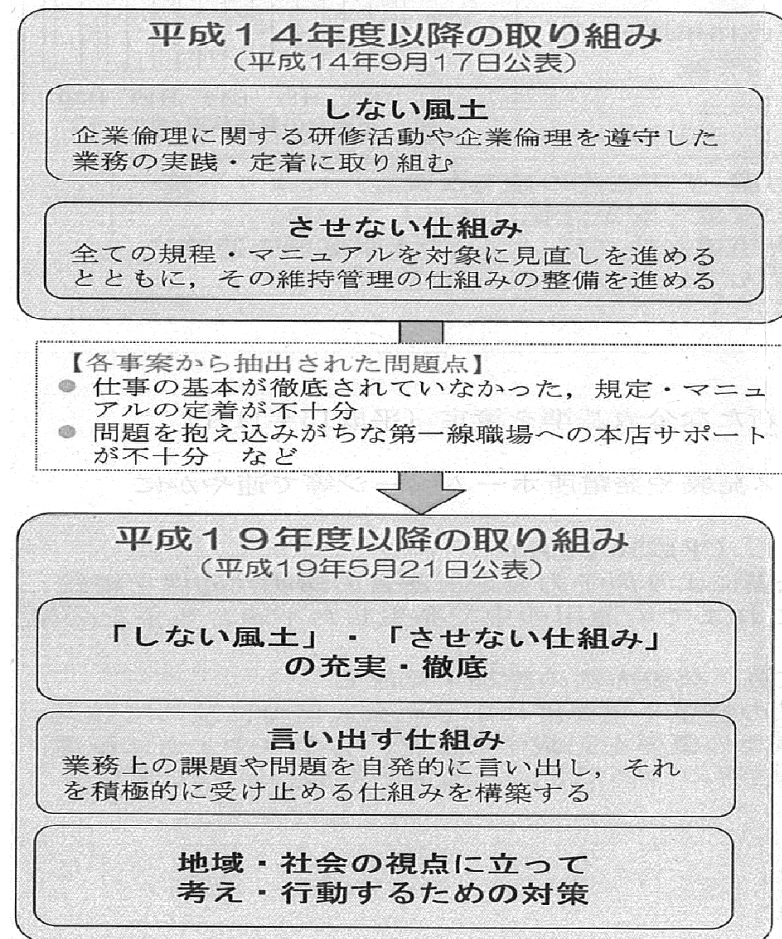 平成１４年度以降の取り組み
（平成14年9月17日公表）
しない風土
企業倫理に関する研修活動や企業倫理を遵守した
業務の実践・定着に取り組む
させない仕組み
全ての規程・マニュアルを対象に見直しを進める
とともに，その維持管理の仕組みの整備を進める
【各事案から抽出された問題点】
● 仕事の基本が徹底されていなかった，規定・マニュ
アルの定着が不十分
● 問題を抱え込みがちな第一線職場への本店サポート
が不十分　など
平成１９年度以降の取り組み
（平成19年5月21日公表）
「しない風土」・「させない仕組み」
の充実・徹底
言い出す仕組み
業務上の課題や問題を自発的に言い出し，それ
を積極的に受け止める仕組みを構築する
地域・社会の視点に立って
考え・行動するための対策